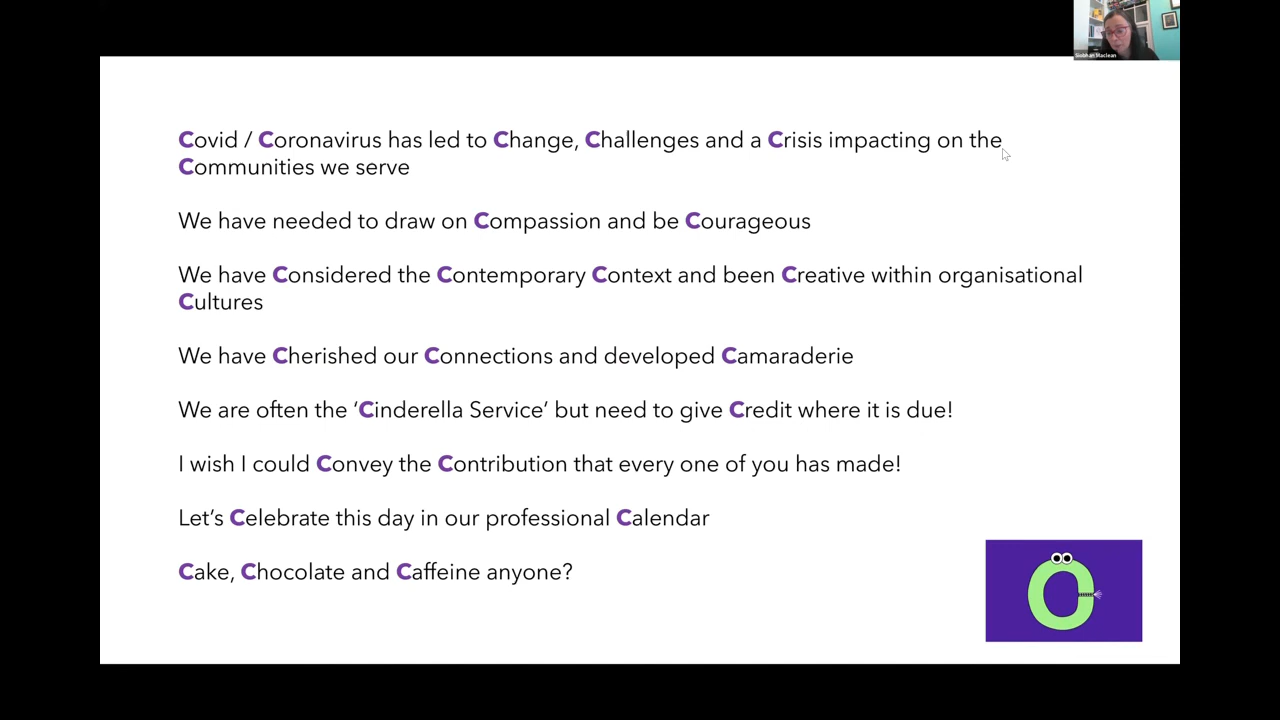 Siobhan Maclean
Covid / Coronavirus has led to Change, Challenges and a Crisis impacting on the
Communities we serve
We have needed to draw on Compassion and be Courageous
We have Considered the Contemporary Context and been Creative within organisational
Cultures
We have Cherished our Connections and developed Camaraderie
We are often the ‘Cinderella Service’ but need to give Credit where it is due!
I wish I could Convey the Contribution that every one of you has made!
Let’s Celebrate this day in our professional Calendar
Cake, Chocolate and Caffeine anyone?